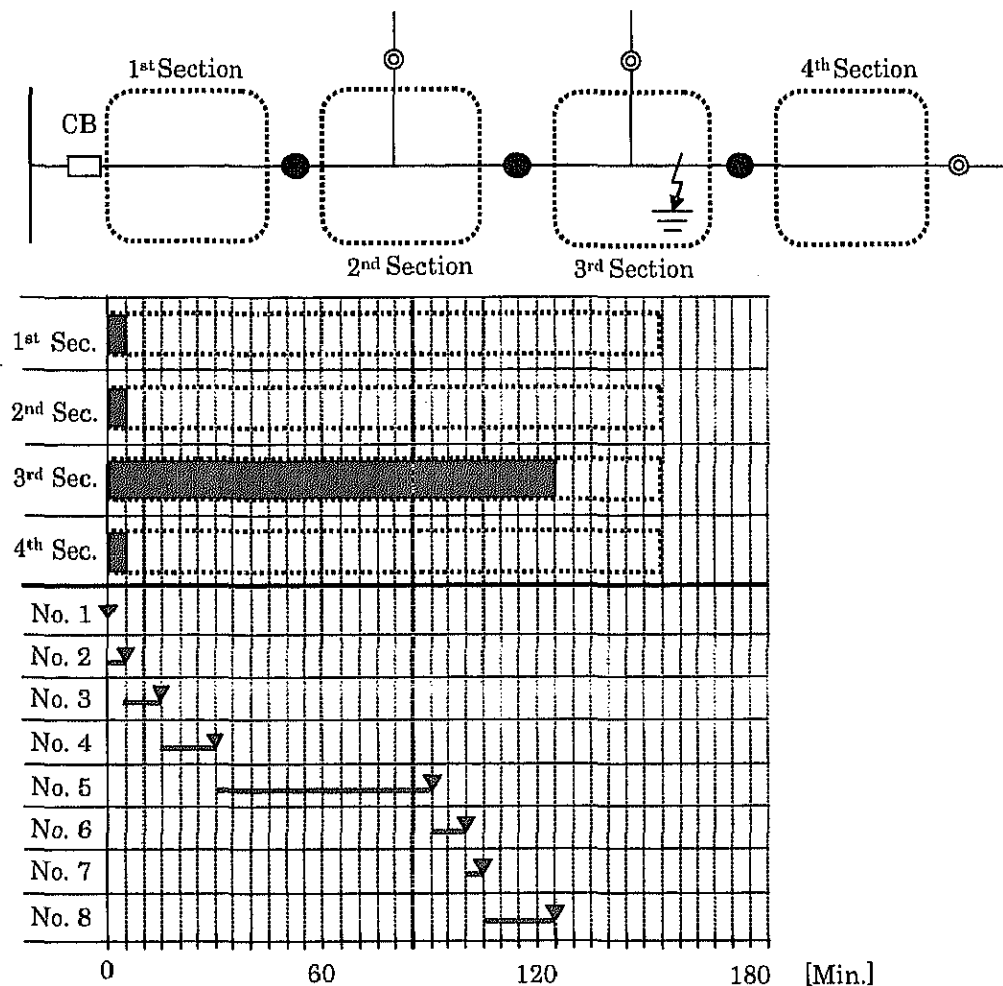 1st Section
4th Section
CB
2nd Section
3rd Section
1st Sec.
2nd Sec.
3rd Sec.
4th Sec.
No. 1
No. 2
No. 3
No. 4
No. 5
No. 6
No. 7
No. 8
0 60 120 180 [Min.]